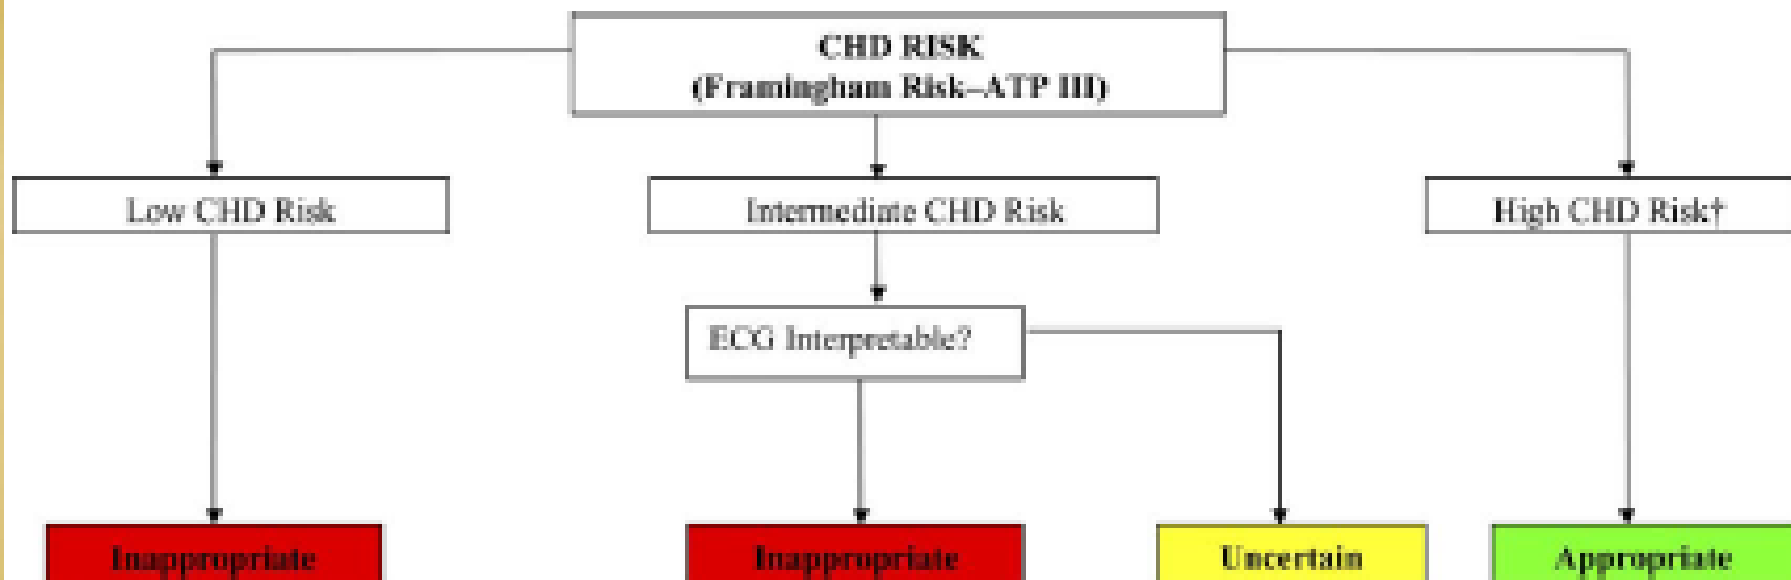 CHD RISK
(Framingham Risk–ATP III)
Low CHD Risk
Intermediate CHD Risk
High CHD Risk†
ECG Interpretable?
Inappropriate
Inappropriate
Uncertain
Appropriate